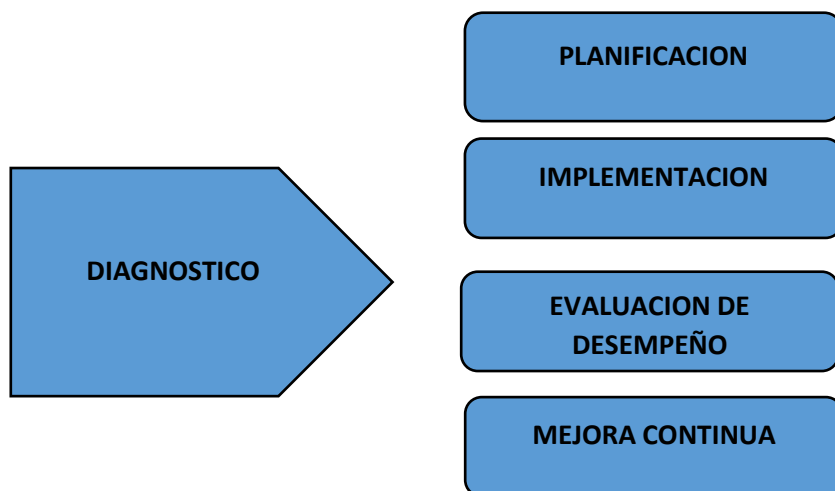 PLANIFICACION
IMPLEMENTACION
DIAGNOSTICO
EVALUACION DE
DESEMPEÑO
MEJORA CONTINUA